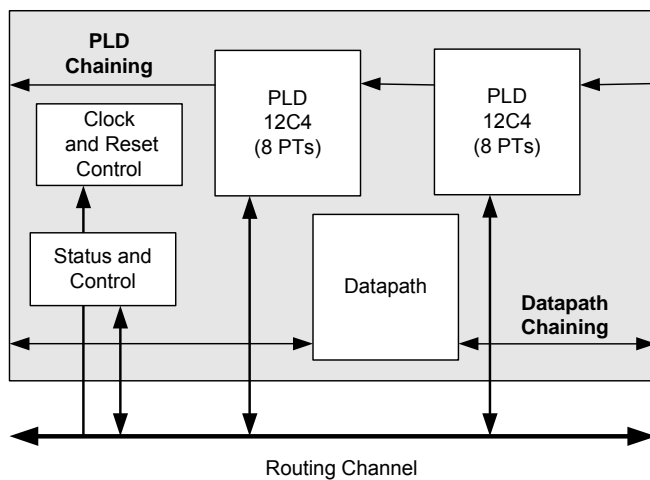 PLD
Chaining
PLD
12C4
(8 PTs)
PLD
12C4
(8 PTs)
Clock
and Reset
Control
Status and
Control
Datapath
Datapath
Chaining
Routing Channel